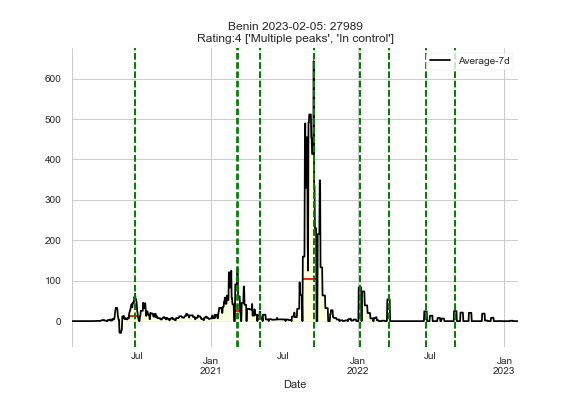 Benin 2023-02-05: 27989
Rating:4 ['Multiple peaks', 'In control']
Average-7d
600
500
400
300
200
100
0
Jul
Jan
2021
Jul
Jan
2022
Jul
Jan
2023
Date